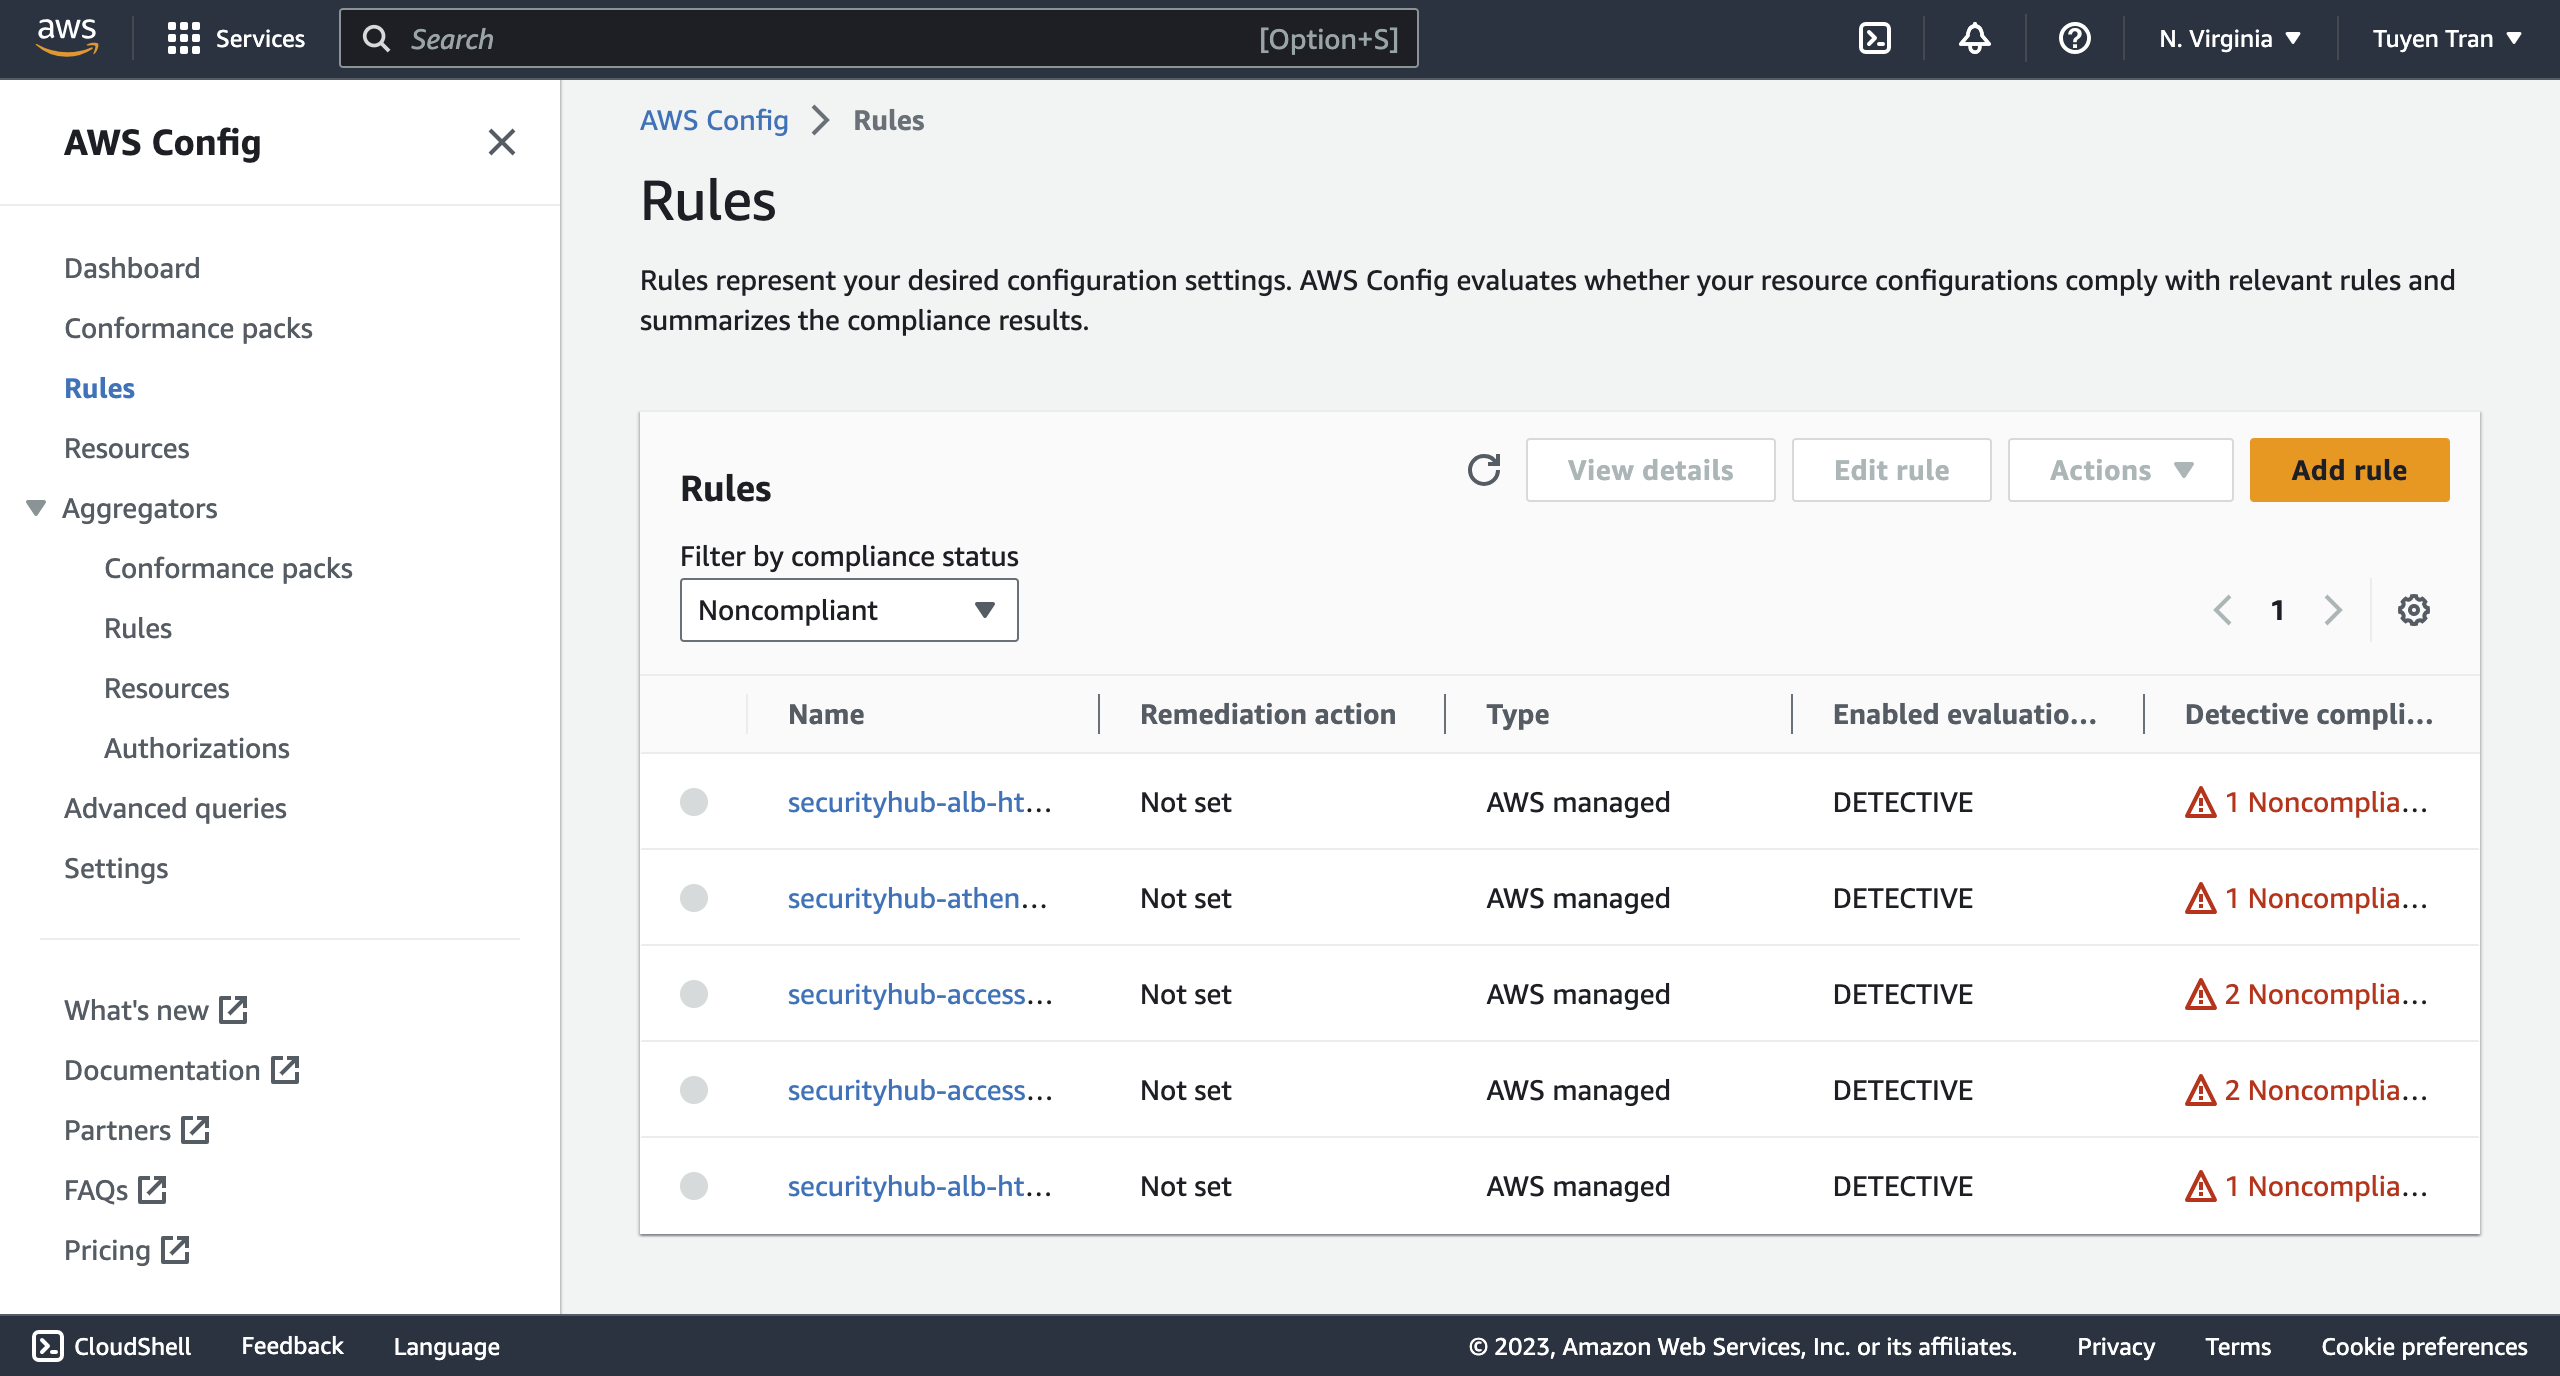 aws
Services
Search
[Option+S]
N. Virginia
Tuyen Tran
AWS Config
Dashboard
Conformance packs
Rules
Resources
Aggregators
Conformance packs
Rules
Resources
Authorizations
Advanced queries
Settings
What's new
Documentation
Partners
FAQs
Pricing
AWS Config > Rules
Rules
Rules represent your desired configuration settings. AWS Config evaluates whether your resource configurations comply with relevant rules and
summarizes the compliance results.
Rules
View details
Edit rule
Actions
Add rule
Filter by compliance status
Noncompliant
1
Name Remediation action Type Enabled evaluatio... Detective compli...
securityhub-alb-ht... Not set AWS managed DETECTIVE 1 Noncomplia...
securityhub-athen... Not set AWS managed DETECTIVE 1 Noncomplia...
securityhub-access... Not set AWS managed DETECTIVE 2 Noncomplia...
securityhub-access... Not set AWS managed DETECTIVE 2 Noncomplia...
securityhub-alb-ht... Not set AWS managed DETECTIVE 1 Noncomplia...
CloudShell
Feedback
Language
© 2023, Amazon Web Services, Inc. or its affiliates.
Privacy
Terms
Cookie preferences